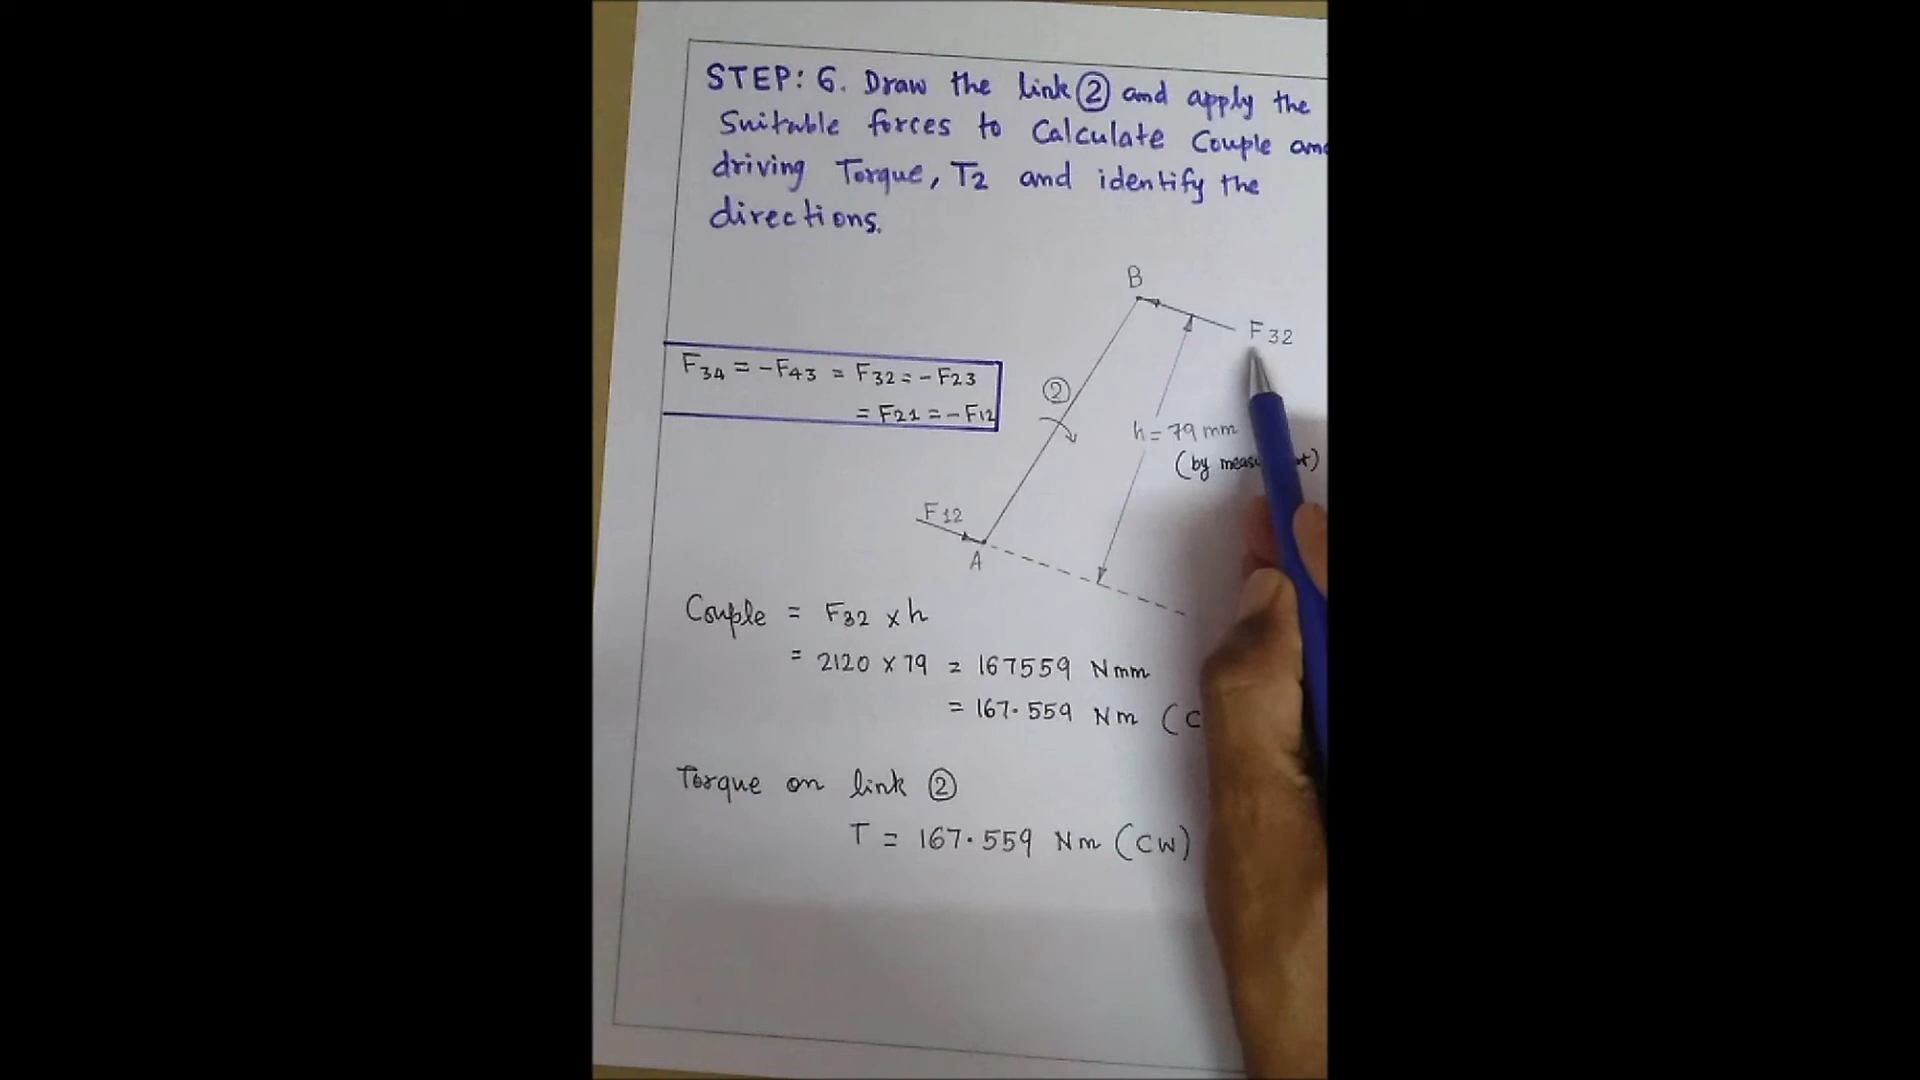 STEP: 6. Draw the link ② and apply the
Suitable forces to Calculate Couple
driving Torque, T2 and identify the
directions.
B
F32
F34 = -F43 = F32 = -F23
= F21 = -F12
②
h = 79 mm
(by
F12
A
Couple = F32 × h
= 2120 × 79 = 167559 Nmm
= 167.559 Nm (C
Torque on link ②
T = 167.559 Nm (CW)